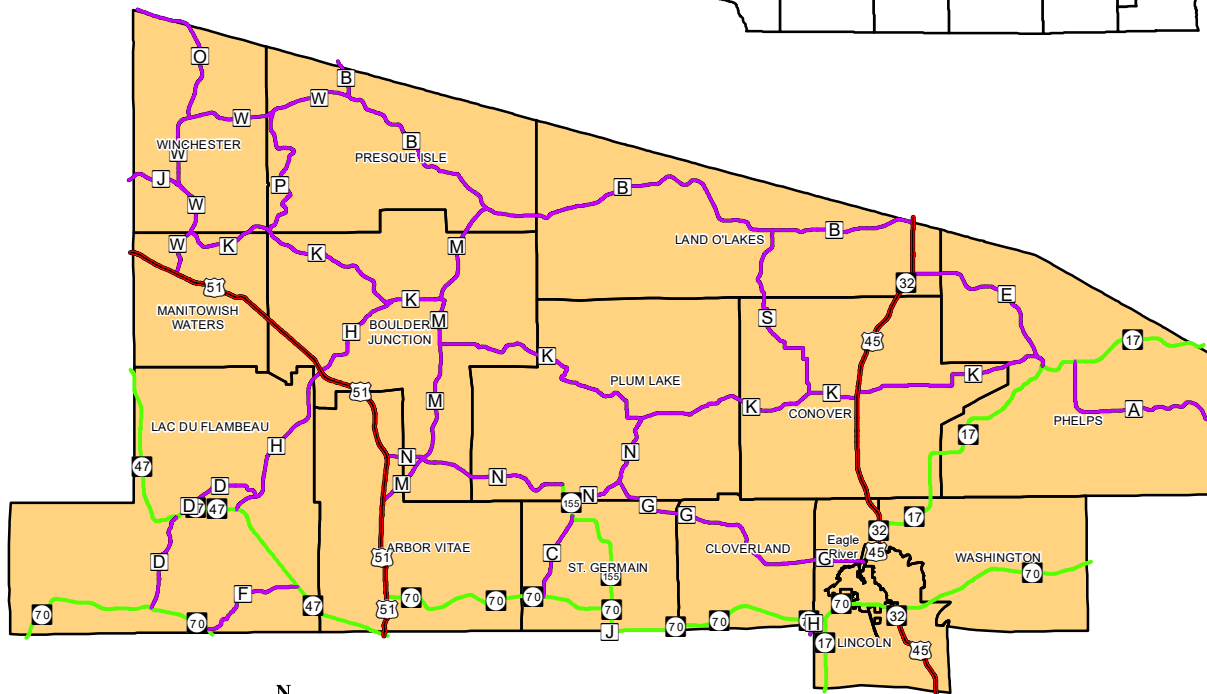 O
B
W
W
B
WINCHESTER
W
PRESQUE ISLE
J
P
B
W
B
W
K
K
M
LAND O'LAKES
51
32
E
MANITOWISH
WATERS
K
H
BOULDER
JUNCTION
M
S
45
17
K
PLUM LAKE
K
51
M
K
K
CONOVER
A
PHELPS
LAC DU FLAMBEAU
H
17
47
N
M
N
N
D
D
47
155
N
G
G
32
17
D
51
ARBOR VITAE
C
ST. GERMAIN
155
CLOVERLAND
G
Eagle
River
45
WASHINGTON
70
F
47
70
70
51
70
70
70
70
70
70
J
70
H
17
LINCOLN
32
45
N